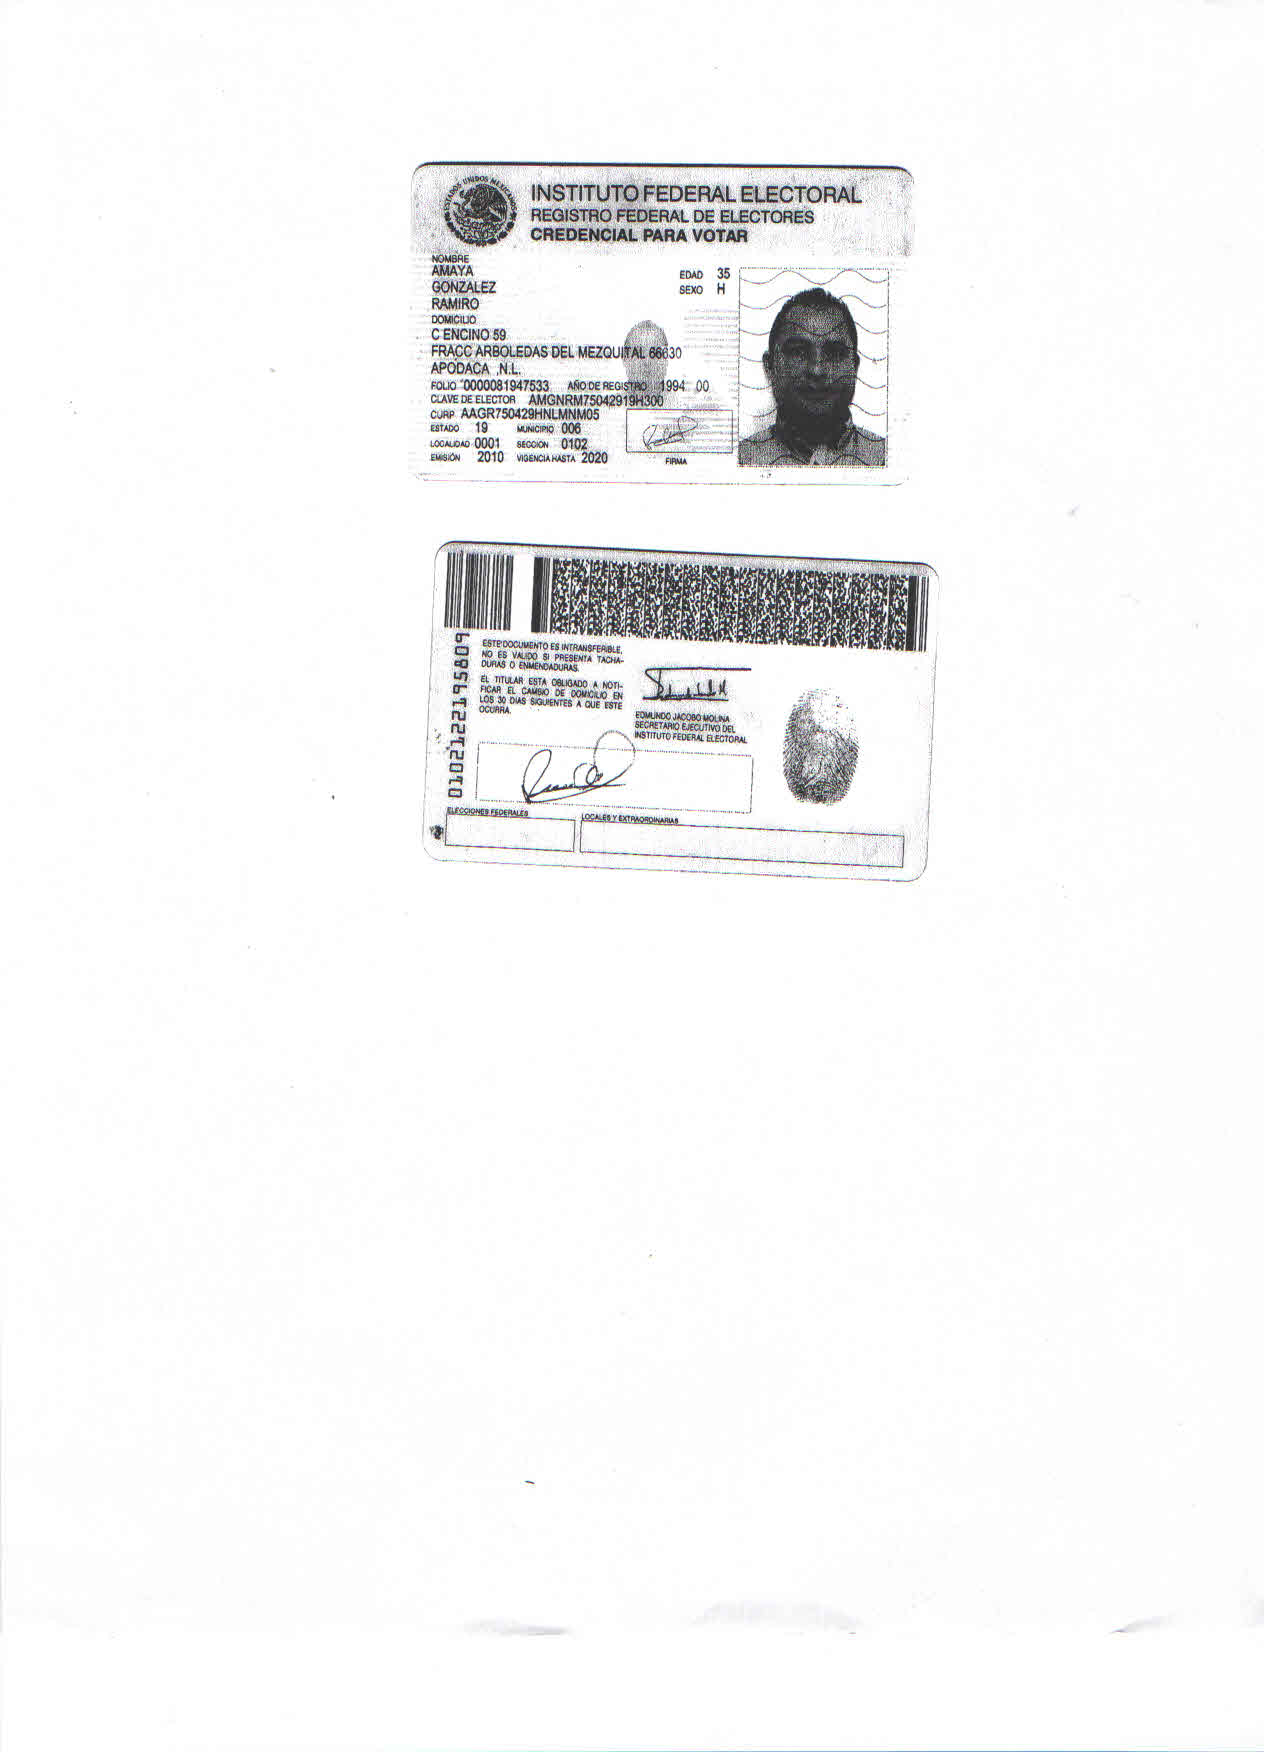 ESTADOS UNIDOS MEXICANOS
INSTITUTO FEDERAL ELECTORAL
REGISTRO FEDERAL DE ELECTORES
CREDENCIAL PARA VOTAR
NOMBRE
AMAYA
GONZALEZ
RAMIRO
EDAD 35
SEXO H
DOMICILIO
C ENCINO 59
FRACC ARBOLEDAS DEL MEZQUITAL 66630
APODACA ,N.L.
FOLIO 0000081947533 AÑO DE REGISTRO 1994 00
CLAVE DE ELECTOR AMGNRM75042919H300
CURP AAGR750429HNLMNM05
ESTADO 19 MUNICIPIO 006
LOCALIDAD 0001 SECCION 0102
EMISIÓN 2010 VIGENCIA HASTA 2020
FIRMA
0102122195809
ESTE DOCUMENTO ES INTRANSFERIBLE,
NO ES VALIDO SI PRESENTA TACHA-
DURAS O ENMENDADURAS.
EL TITULAR ESTA OBLIGADO A NOTI-
FICAR EL CAMBIO DE DOMICILIO EN
LOS 30 DIAS SIGUIENTES A QUE ESTE
OCURRA.
EDMUNDO JACOBO MOLINA
SECRETARIO EJECUTIVO DEL
INSTITUTO FEDERAL ELECTORAL
ELECCIONES FEDERALES
LOCALES Y EXTRAORDINARIAS